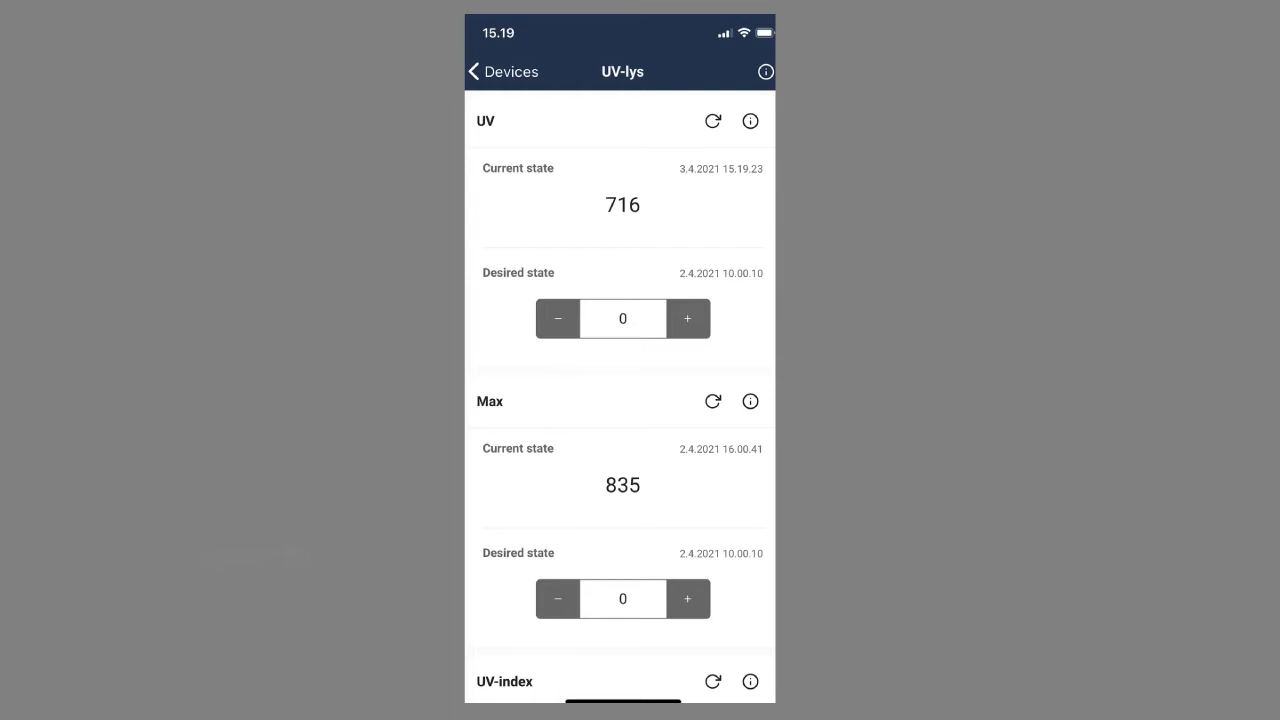 15.19
Devices UV-lys
UV
Current state 3.4.2021 15.19.23
716
Desired state 2.4.2021 10.00.10
− 0 +
Max
Current state 2.4.2021 16.00.41
835
Desired state 2.4.2021 10.00.10
− 0 +
UV-index